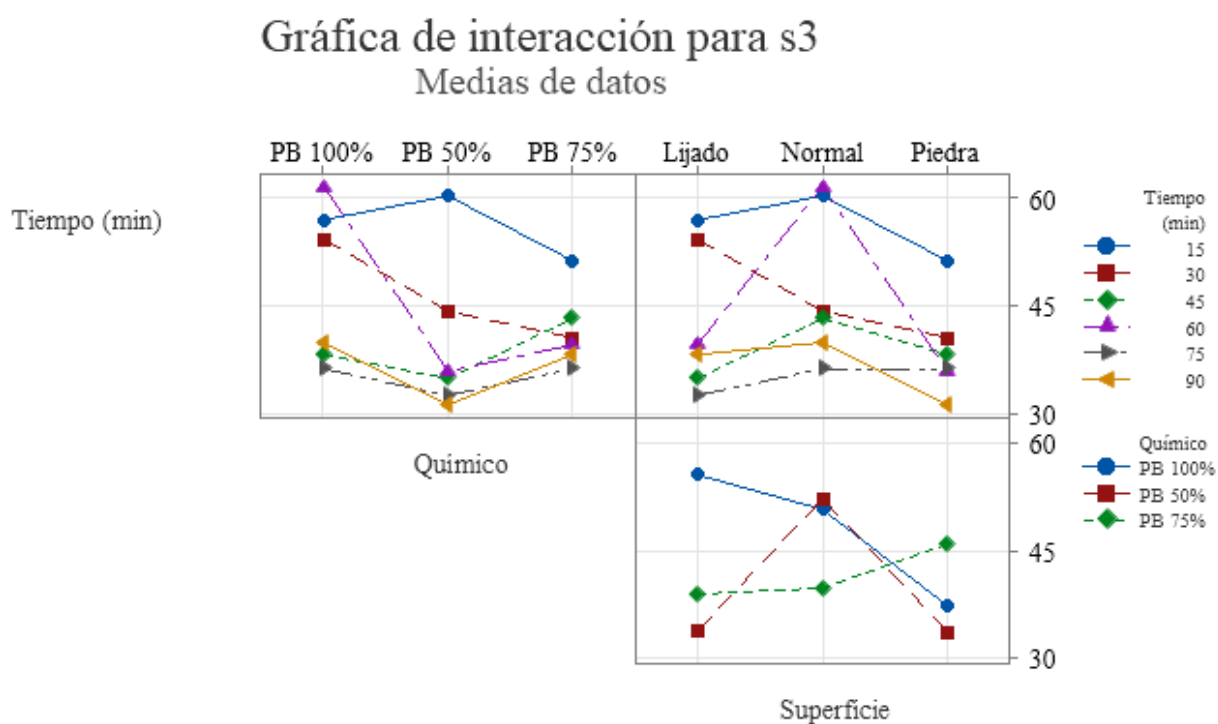 Gráfica de interacción para s3
Medias de datos
PB 100% PB 50% PB 75% Lijado Normal Piedra
Tiempo (min)
60
45
30
Tiempo
(min)
15
30
45
60
75
90
Químico
60
45
30
Químico
PB 100%
PB 50%
PB 75%
Superfície